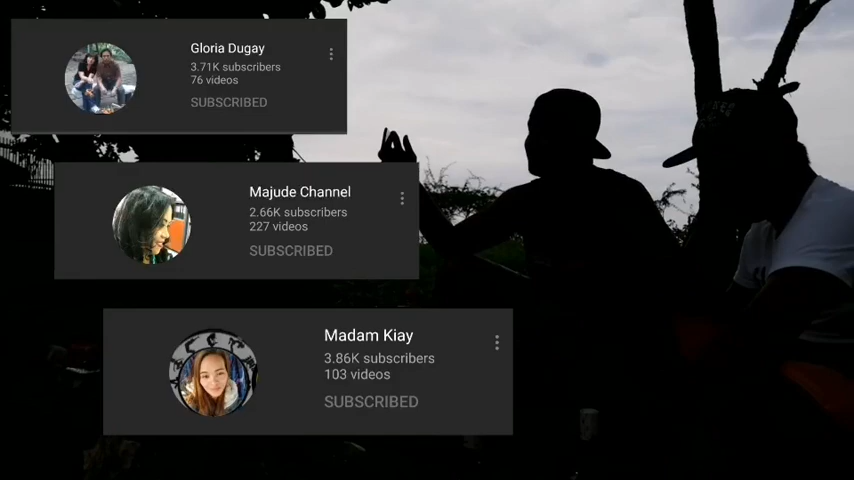 Gloria Dugay
3.71K subscribers
76 videos
SUBSCRIBED
Majude Channel
2.66K subscribers
227 videos
SUBSCRIBED
Madam Kiay
3.86K subscribers
103 videos
SUBSCRIBED